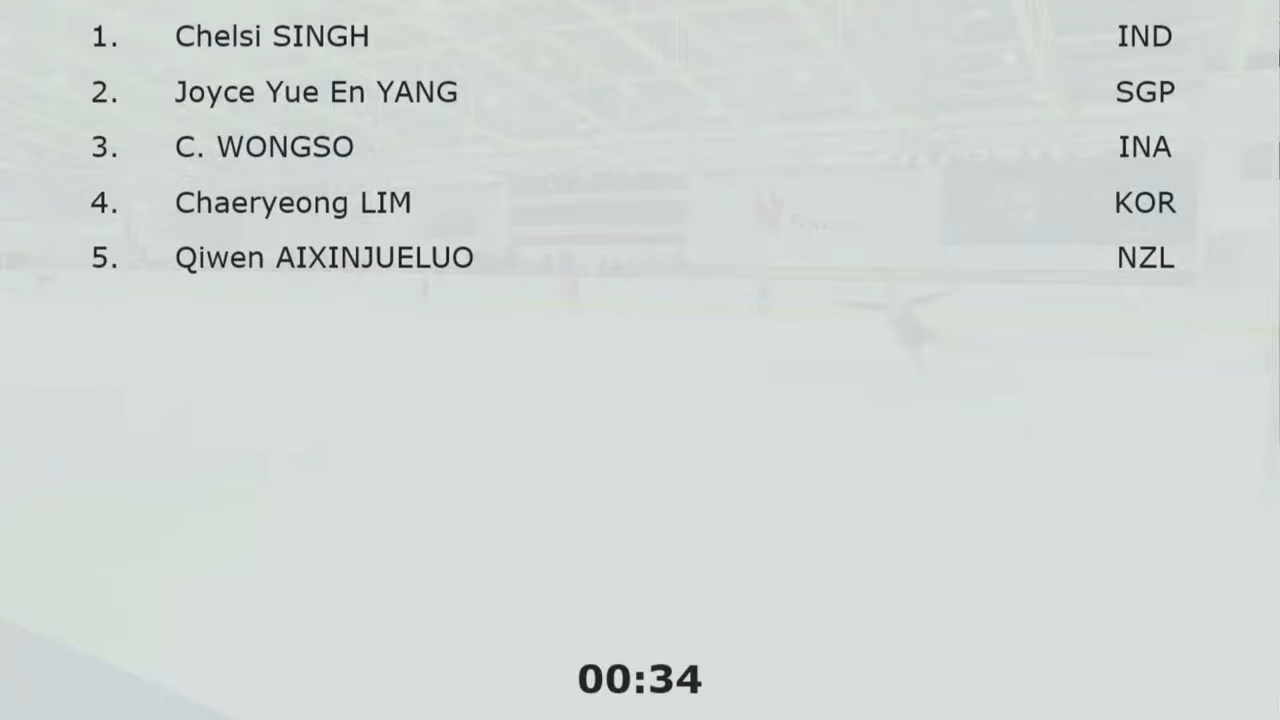 1. Chelsi SINGH IND
2. Joyce Yue En YANG SGP
3. C. WONGSO INA
4. Chaeryeong LIM KOR
5. Qiwen AIXINJUELUO NZL
00:34